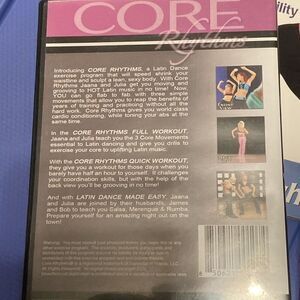 CORE
Rhythms
bility
Introducing CORE RHYTHMS, a Latin Dance
exercise program that will speed shrink your
waistline and sculpt a lean, sexy body. With Core
Rhythms Jaana and Julia get you moving and
grooving to HOT Latin music in no time! Now,
YOU can go flab to fab with three simple
movements that allow you to reap the benefits of
years of training and practising without all the
hard work. Core Rhythms gives you world class
cardio conditioning, while toning your abs at the
same time.
In the CORE RHYTHMS FULL WORKOUT,
Jaana and Julia teach you the 3 Core Movements
essential to Latin dancing and give you drills to
exercise your core to uplifting Latin music.
With the CORE RHYTHMS QUICK WORKOUT,
they give you a workout for those days when you
barely have half an hour to yourself. It challenges
your coordination skills, but with the help of the
back view you'll be grooving in no time!
And with LATIN DANCE MADE EASY, Jaana
and Julia are joined by their husbands, James
and Bob to teach you Salsa, Merengue & Rumba.
Prepare yourself for an amazing night out on the
town!